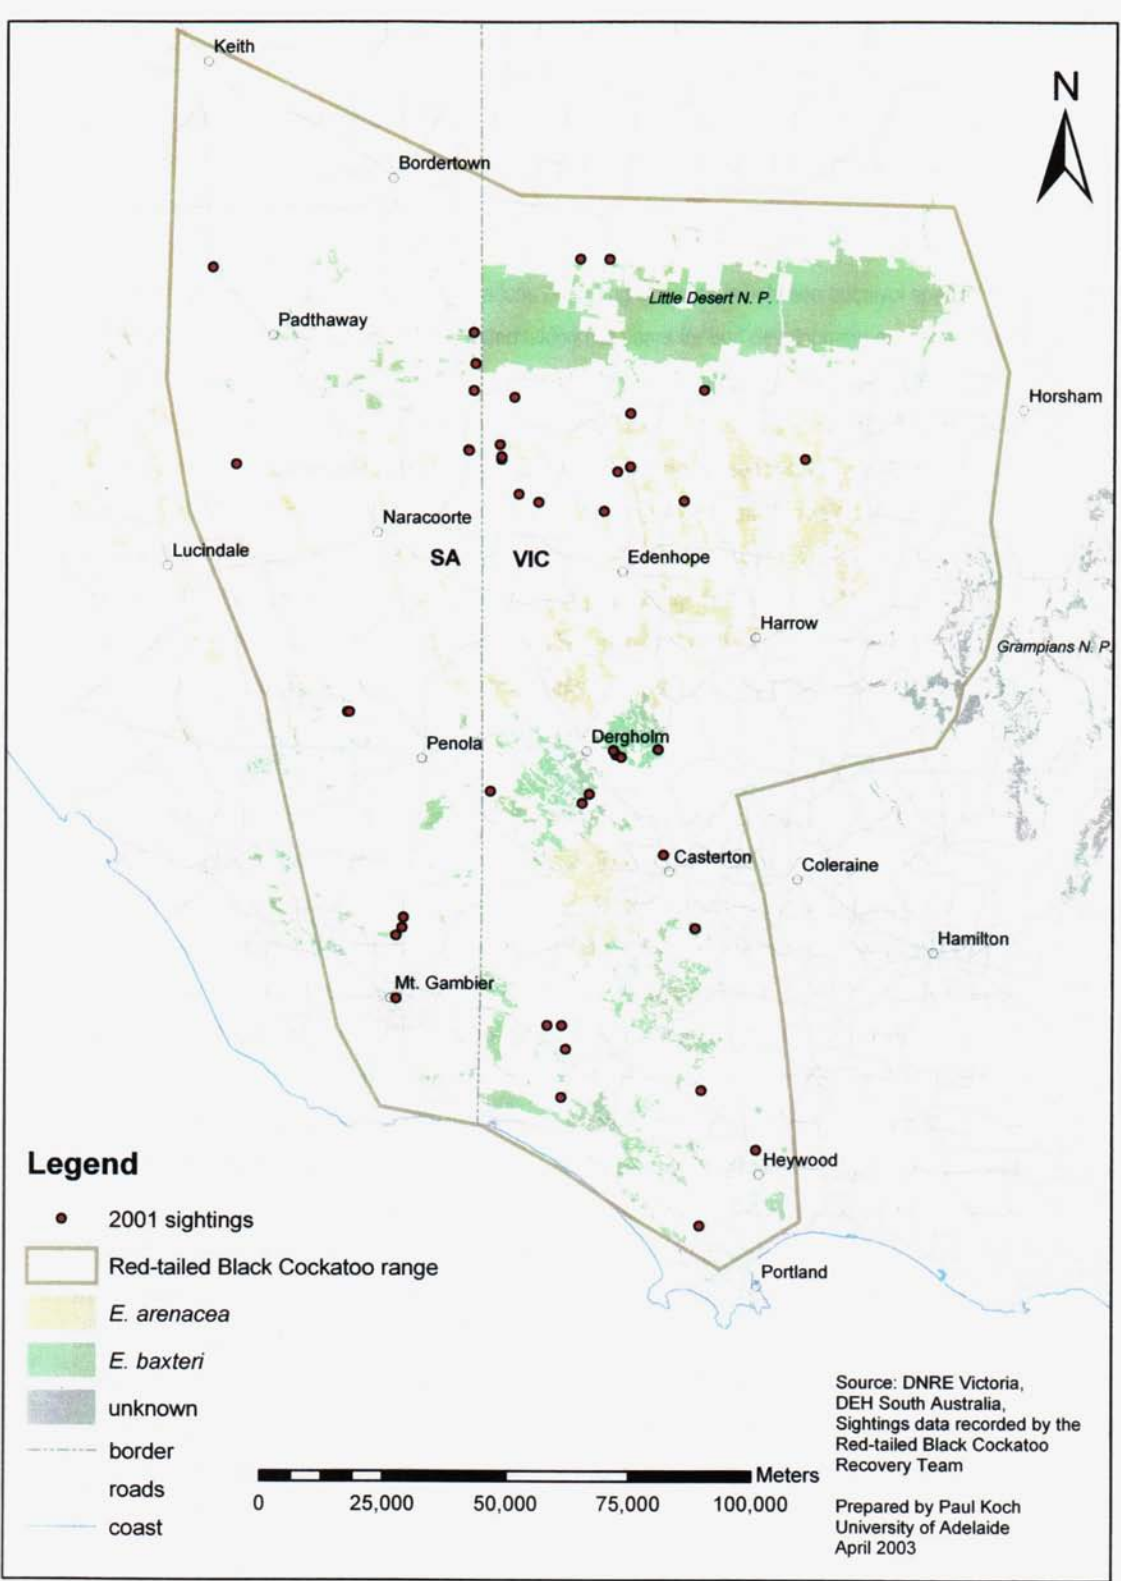 Keith
N
Bordertown
Little Desert N. P.
Padthaway
Horsham
Naracoorte
Lucindale
SA
VIC
Edenhope
Harrow
Grampians N. P.
Dergholm
Penola
Casterton
Coleraine
Hamilton
Mt. Gambier
Heywood
Portland
Legend
2001 sightings
Red-tailed Black Cockatoo range
E. arenacea
E. baxteri
unknown
border
roads
coast
Meters
0 25,000 50,000 75,000 100,000
Source: DNRE Victoria,
DEH South Australia,
Sightings data recorded by the
Red-tailed Black Cockatoo
Recovery Team
Prepared by Paul Koch
University of Adelaide
April 2003